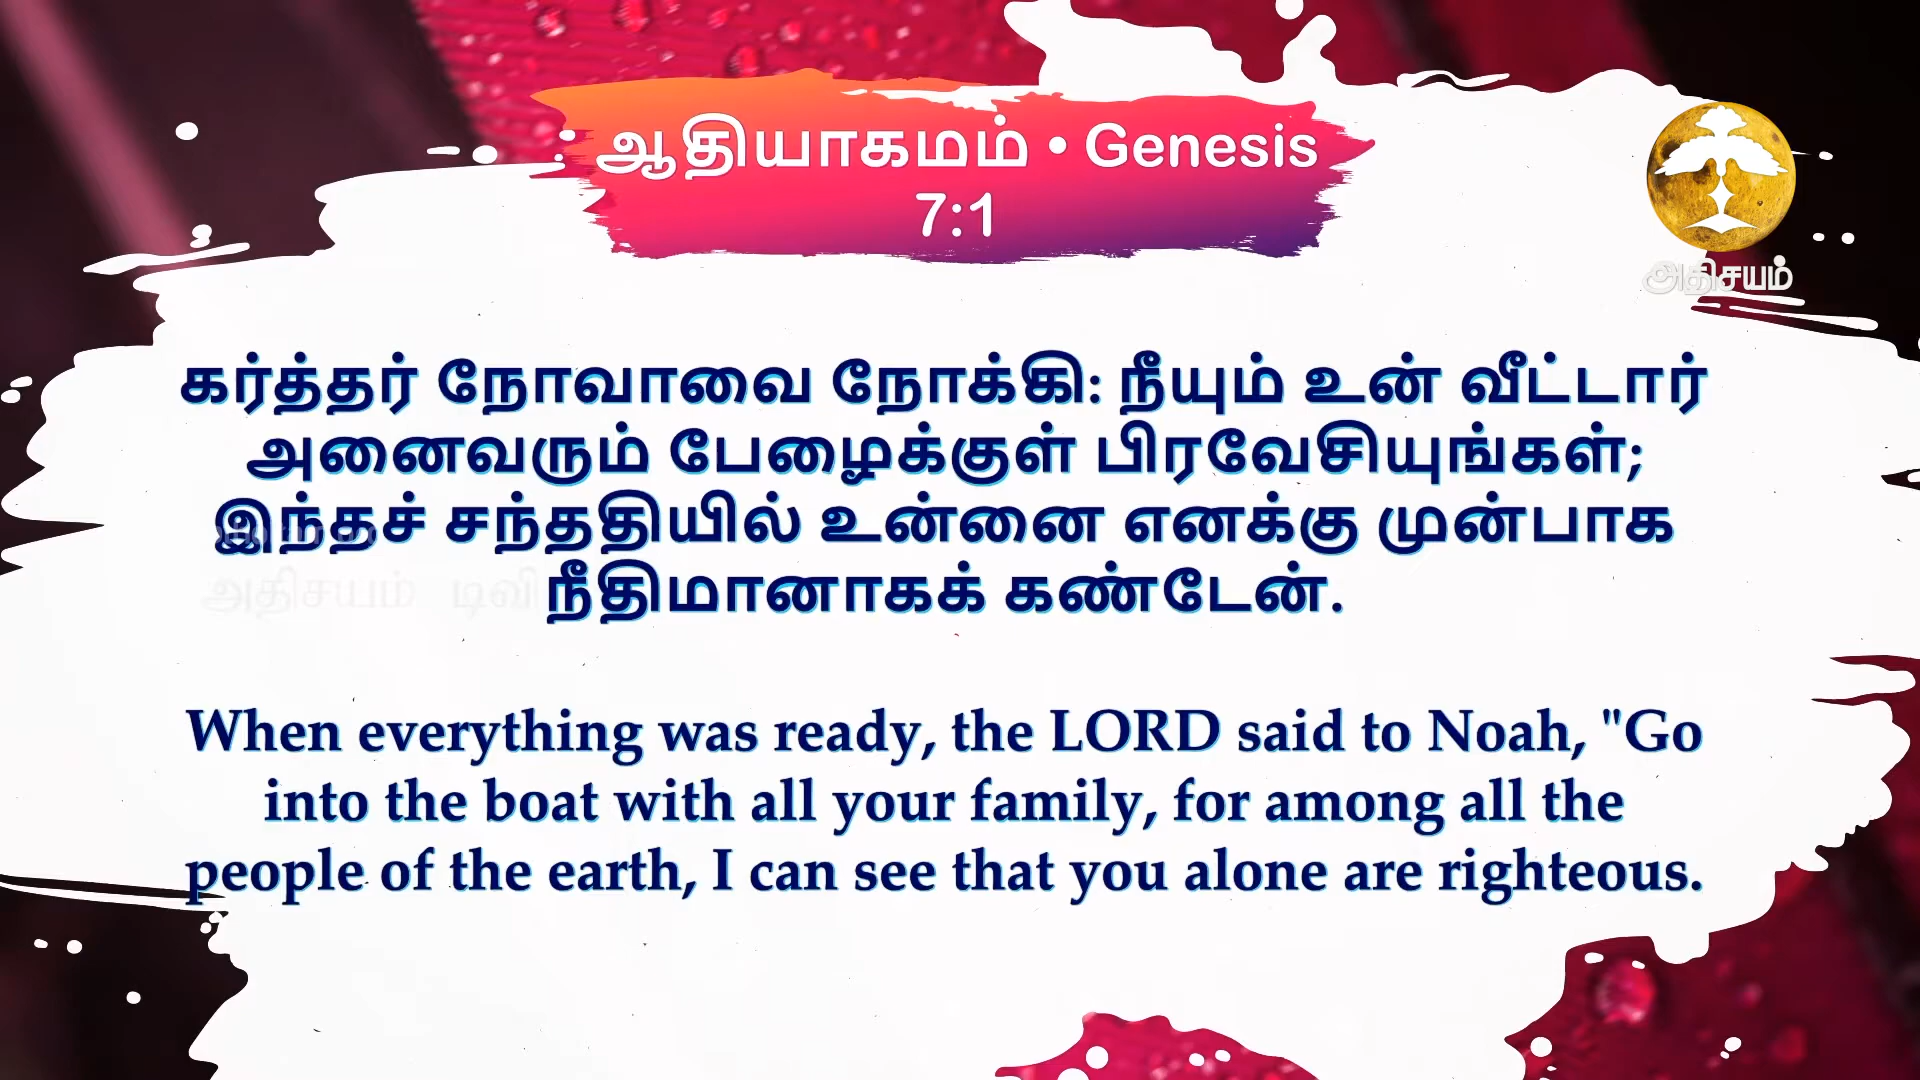 ஆதியாகமம் • Genesis
7:1
அதிசயம்
கர்த்தர் நோவாவை நோக்கி: நீயும் உன் வீட்டார்
அனைவரும் பேழைக்குள் பிரவேசியுங்கள்;
இந்தச் சந்ததியில் உன்னை எனக்கு முன்பாக
அதிசயம் டிவி
நீதிமானாகக் கண்டேன்.
When everything was ready, the LORD said to Noah, "Go
into the boat with all your family, for among all the
people of the earth, I can see that you alone are righteous.